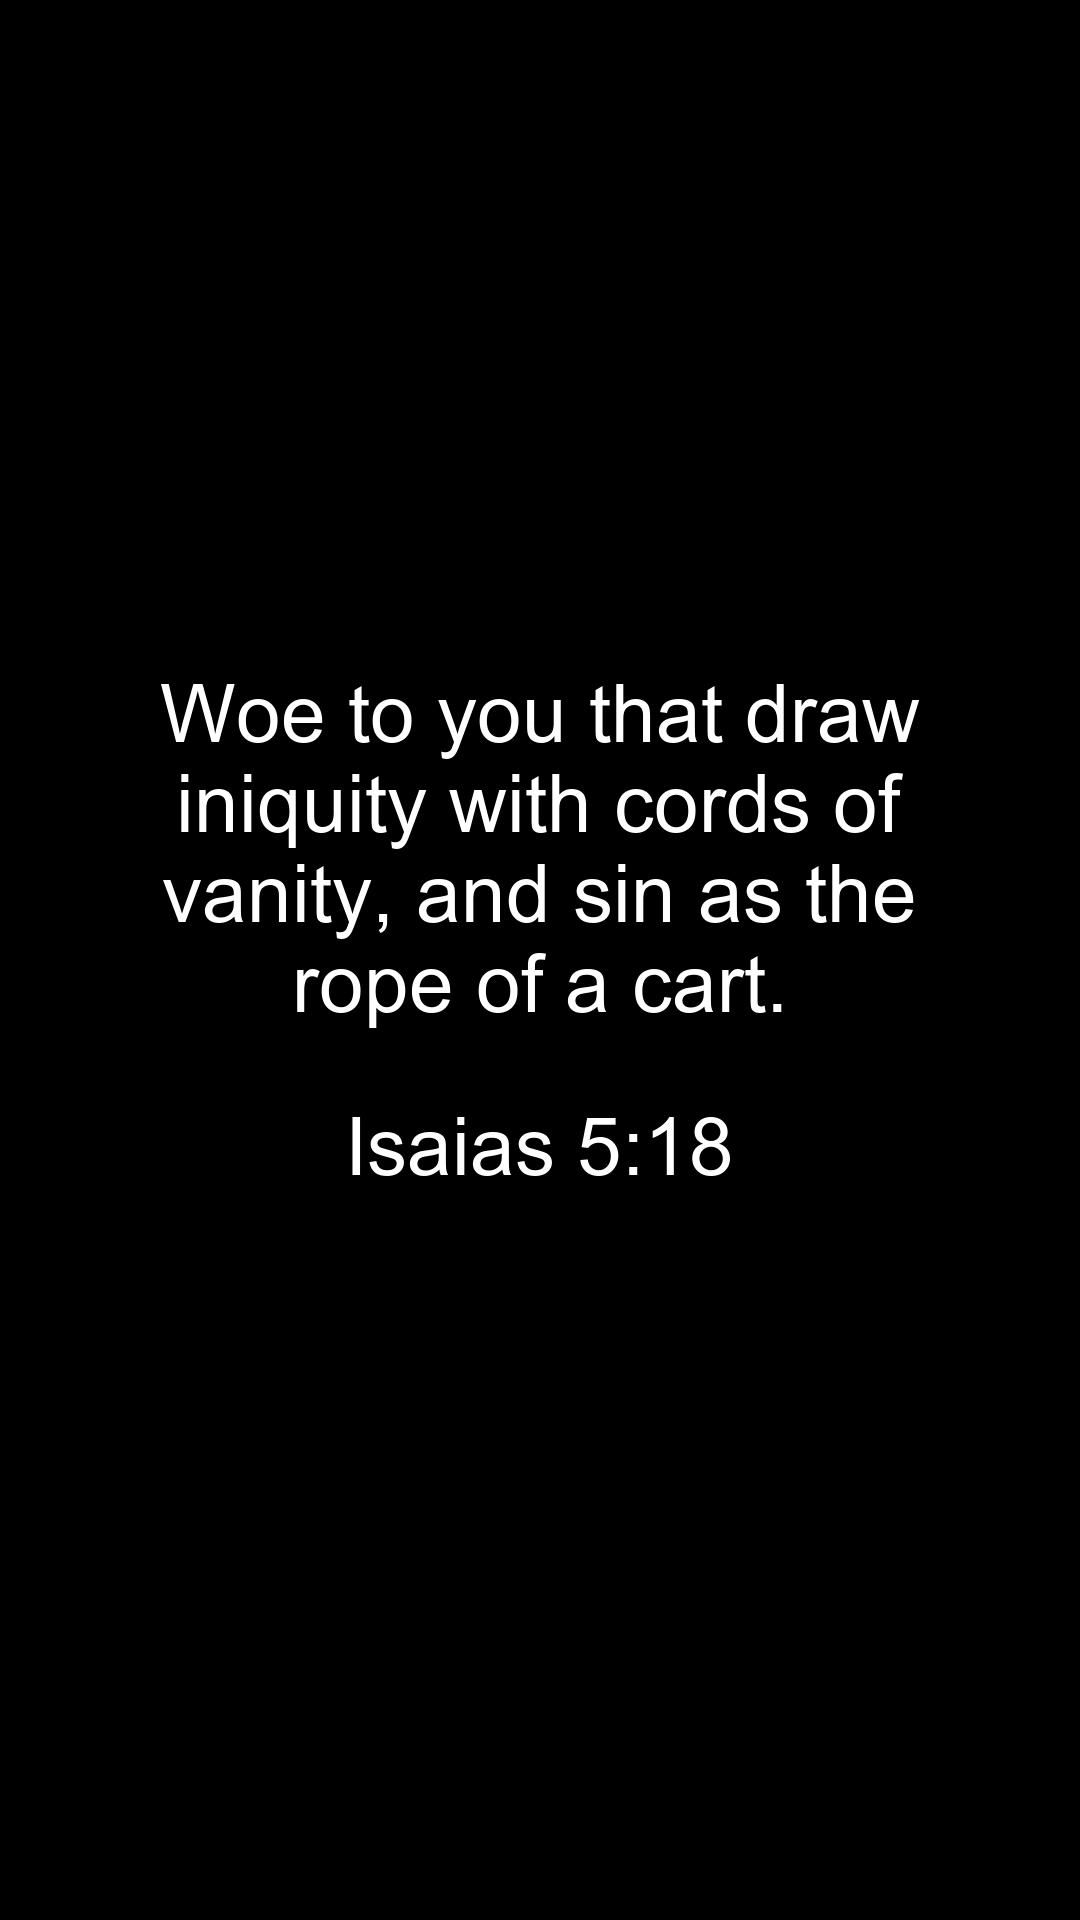 Woe to you that draw
iniquity with cords of
vanity, and sin as the
rope of a cart.
Isaias 5:18